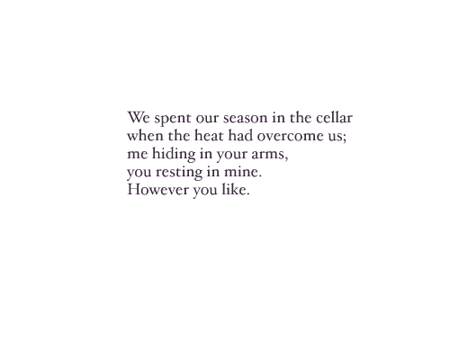 We spent our season in the cellar
when the heat had overcome us;
me hiding in your arms,
you resting in mine.
However you like.